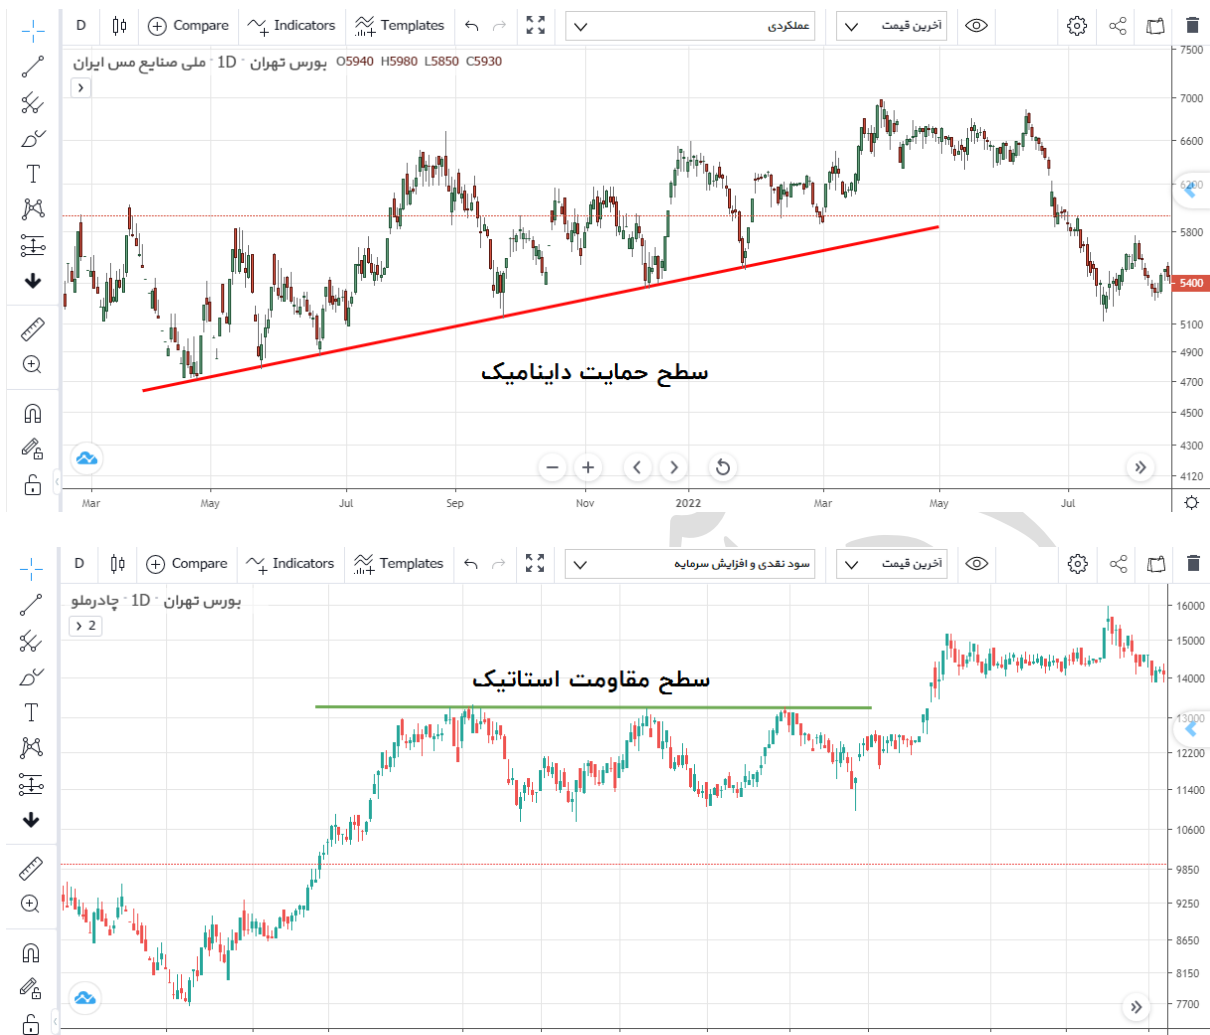 D Compare Indicators Templates عملکردی آخرین قیمت
ملی صنایع مس ایران · 1D · بورس تهران O5940 H5980 L5850 C5930
7500
7000
6600
6200
5800
5400
5100
4900
4700
4500
4300
4120
T
سطح حمایت داینامیک
Mar May Jul Sep Nov 2022 Mar May Jul
D Compare Indicators Templates سود نقدی و افزایش سرمایه آخرین قیمت
چادرملو · 1D · بورس تهران
2
16000
15000
14000
13000
12200
11400
10600
9850
9250
8650
8150
7700
T
سطح مقاومت استاتیک